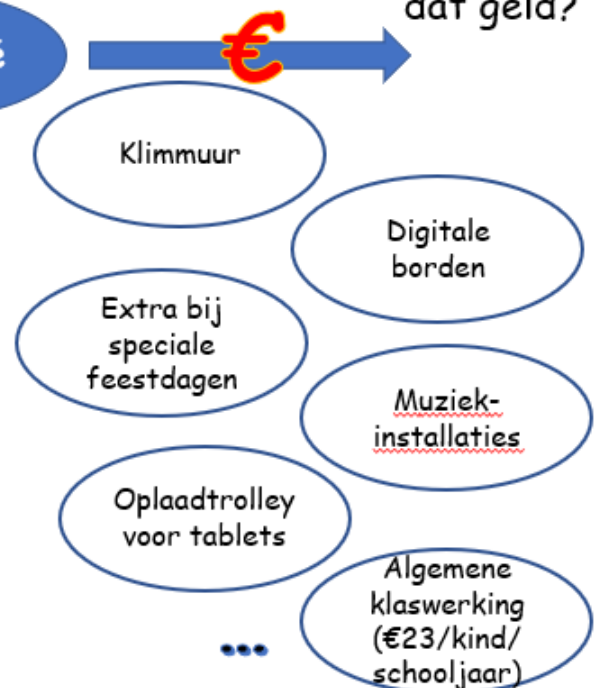 dat geld?
€
Klimmuur
Digitale
borden
Extra bij
speciale
feestdagen
Muziek-
installaties
Oplaadtrolley
voor tablets
Algemene
klaswerking
(€23/kind/
schooljaar)
...